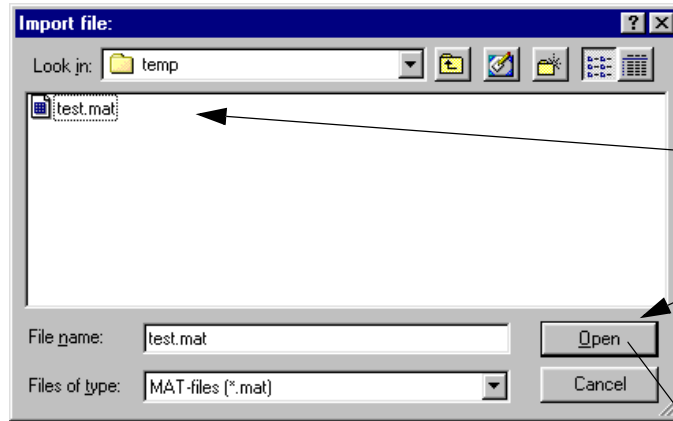 Import file:
Look in: temp
test.mat
File name: test.mat
Open
Files of type: MAT-files (*.mat)
Cancel